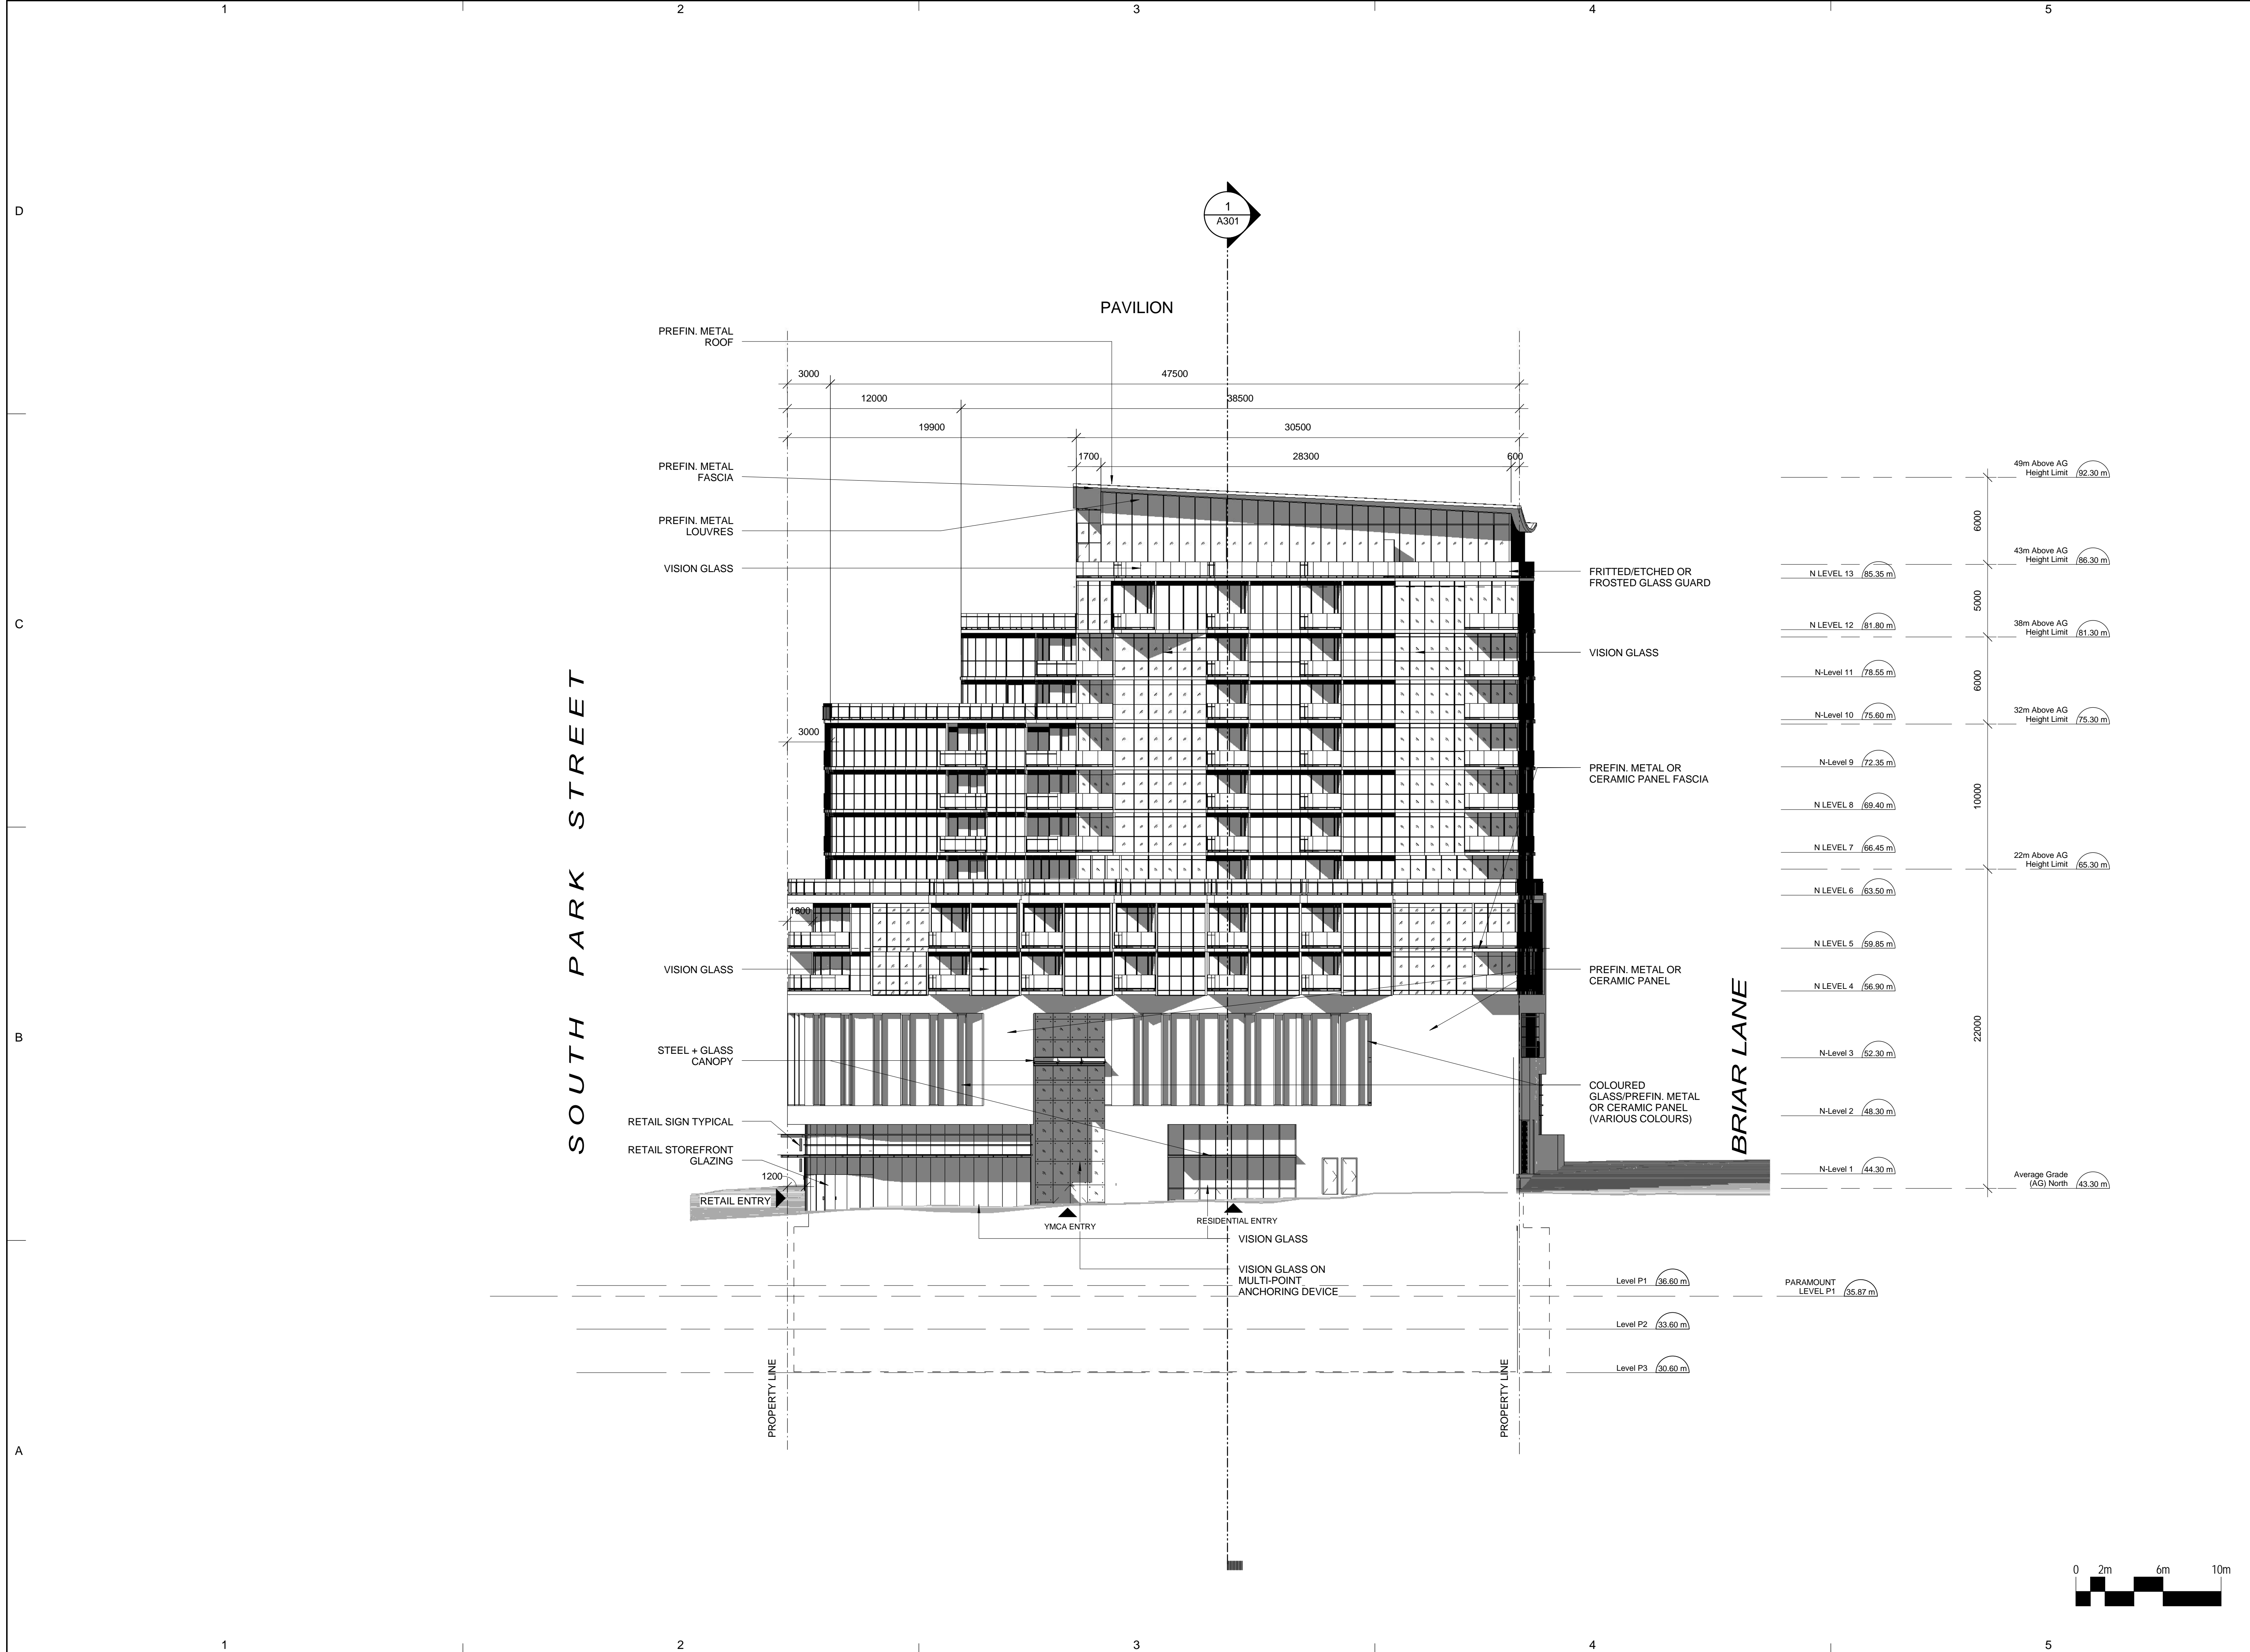 1
2
3
4
5
D
C
B
A
1
A301
PAVILION
PREFIN. METAL
ROOF
3000
47500
12000
38500
19900
30500
1700
28300
600
PREFIN. METAL
FASCIA
PREFIN. METAL
LOUVRES
VISION GLASS
3000
1800
VISION GLASS
STEEL + GLASS
CANOPY
RETAIL SIGN TYPICAL
RETAIL STOREFRONT
GLAZING
1200
RETAIL ENTRY
SOUTH PARK STREET
YMCA ENTRY
RESIDENTIAL ENTRY
VISION GLASS
VISION GLASS ON
MULTI-POINT
ANCHORING DEVICE
PROPERTY LINE
PROPERTY LINE
FRITTED/ETCHED OR
FROSTED GLASS GUARD
VISION GLASS
PREFIN. METAL OR
CERAMIC PANEL FASCIA
PREFIN. METAL OR
CERAMIC PANEL
COLOURED
GLASS/PREFIN. METAL
OR CERAMIC PANEL
(VARIOUS COLOURS)
BRIAR LANE
N LEVEL 13 85.35 m
N LEVEL 12 81.80 m
N-Level 11 78.55 m
N-Level 10 75.60 m
N-Level 9 72.35 m
N LEVEL 8 69.40 m
N LEVEL 7 66.45 m
N LEVEL 6 63.50 m
N LEVEL 5 59.85 m
N LEVEL 4 56.90 m
N-Level 3 52.30 m
N-Level 2 48.30 m
N-Level 1 44.30 m
Level P1 36.60 m
PARAMOUNT
LEVEL P1 35.87 m
Level P2 33.60 m
Level P3 30.60 m
6000
5000
6000
10000
22000
49m Above AG
Height Limit 92.30 m
43m Above AG
Height Limit 86.30 m
38m Above AG
Height Limit 81.30 m
32m Above AG
Height Limit 75.30 m
22m Above AG
Height Limit 65.30 m
Average Grade
(AG) North 43.30 m
0 2m 6m 10m
1
2
3
4
5